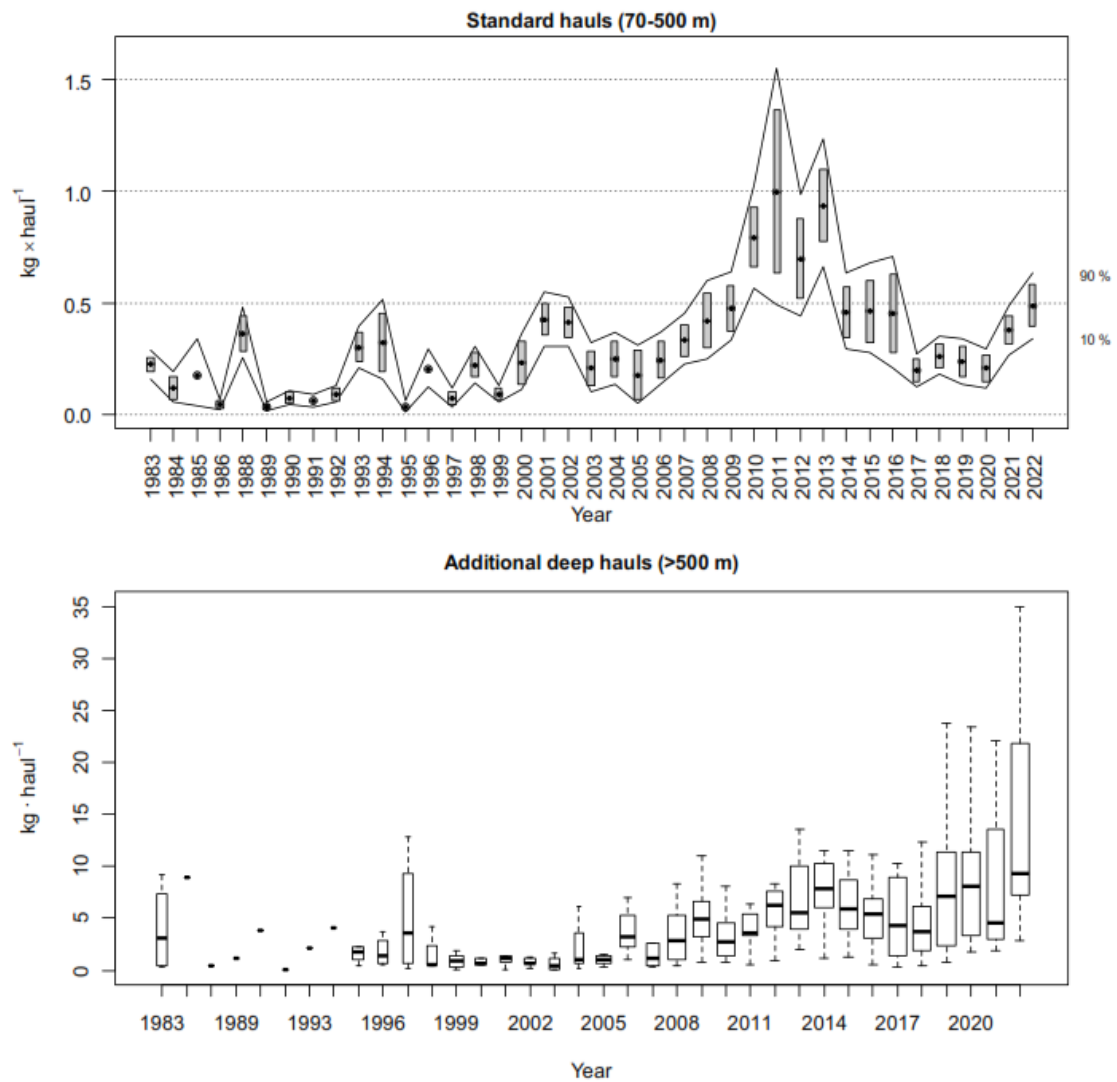 Standard hauls (70-500 m)
kg × haul⁻¹
1.5
1.0
0.5
0.0
90 %
10 %
1983 1984 1985 1986 1988 1989 1990 1991 1992 1993 1994 1995 1996 1997 1998 1999 2000 2001 2002 2003 2004 2005 2006 2007 2008 2009 2010 2011 2012 2013 2014 2015 2016 2017 2018 2019 2020 2021 2022
Year
Additional deep hauls (>500 m)
kg · haul⁻¹
35
30
25
20
15
10
5
0
1983 1989 1993 1996 1999 2002 2005 2008 2011 2014 2017 2020
Year